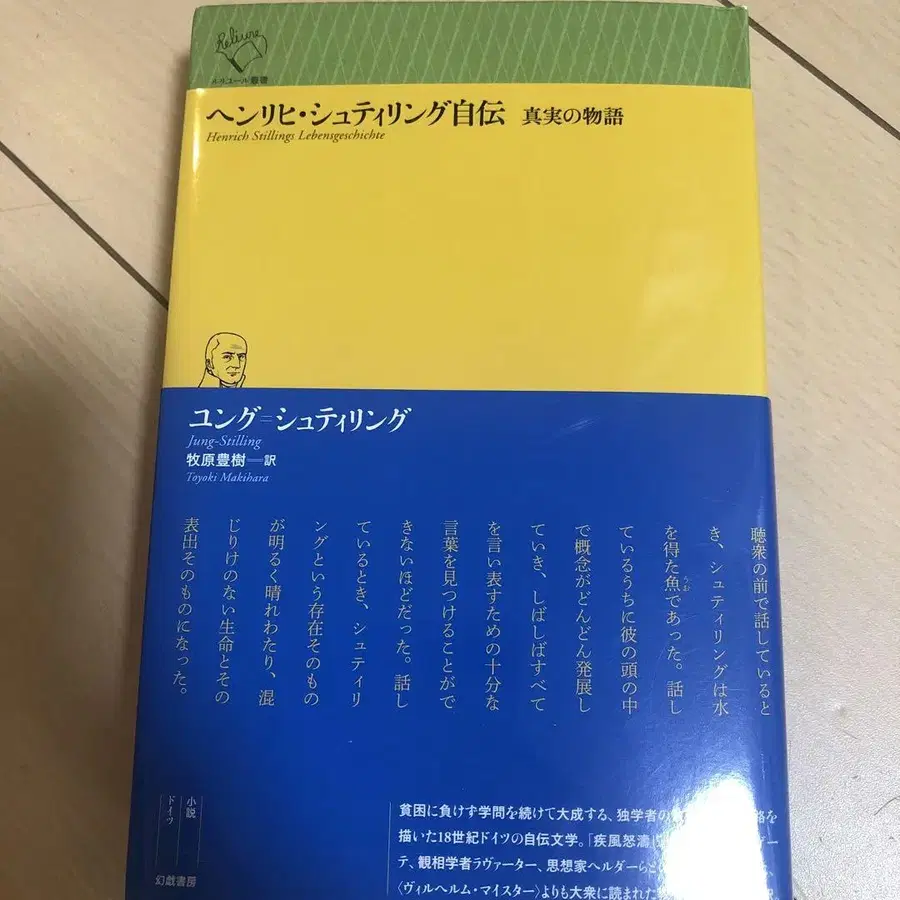 Reliure
ルリユール叢書
ヘンリヒ・シュティリング自伝 真実の物語
Henrich Stillings Lebensgeschichte
ユング=シュティリング
Jung-Stilling
牧原豊樹──訳
Toyoki Makihara
聴衆の前で話していると
き、シュティリングは水
を得た魚であった。話し
うお
ているうちに彼の頭の中
で概念がどんどん発展し
ていき、しばしばすべて
を言い表すための十分な
言葉を見つけることがで
きないほどだった。話し
ているとき、シュティリ
ングという存在そのもの
が明るく晴れわたり、混
じりけのない生命とその
表出そのものになった。
小説
ドイツ
幻戯書房
貧困に負けず学問を続けて大成する、独学者の
描いた18世紀ドイツの自伝文学。「疾風怒濤
テ、観相学者ラヴァーター、思想家ヘルダーらと
〈ヴィルヘルム・マイスター〉よりも大衆に読まれた